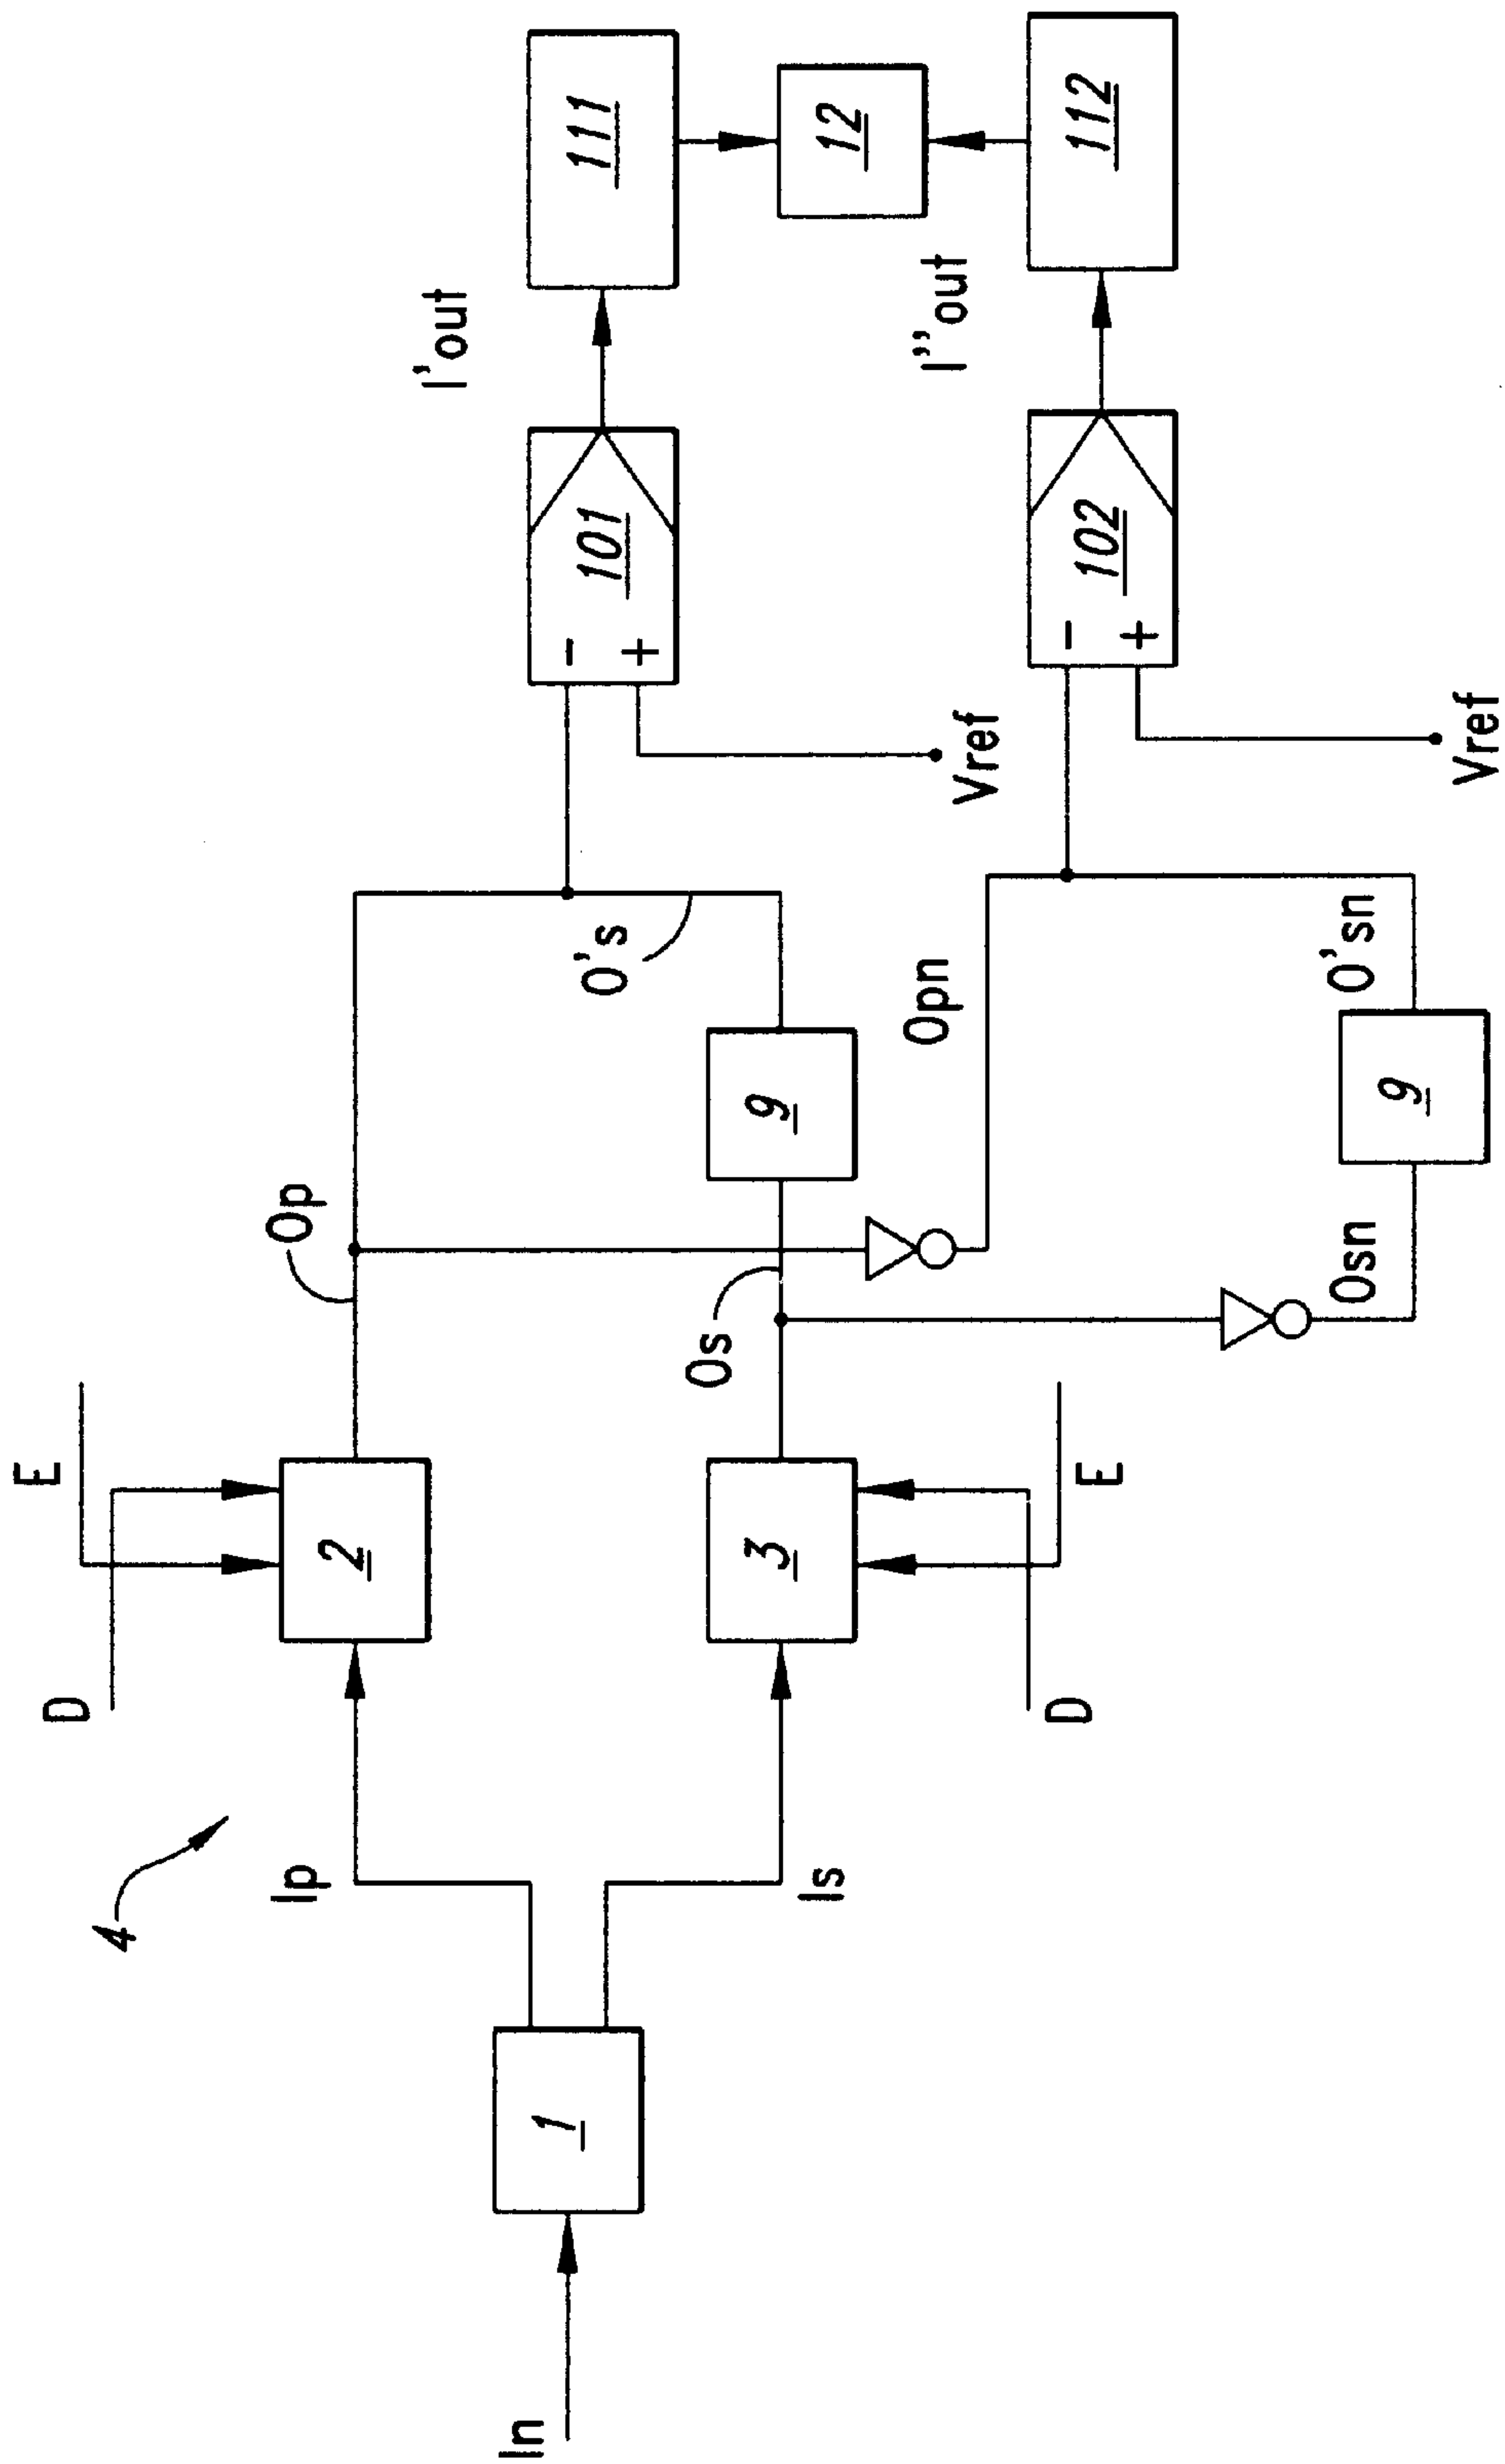 In
1
Ip
Is
4
D
E
2
D
E
3
Op
Os
9
O's
Opn
Osn
9
O'sn
Vref
Vref
-
+
101
-
+
102
I'out
I"out
111
12
112